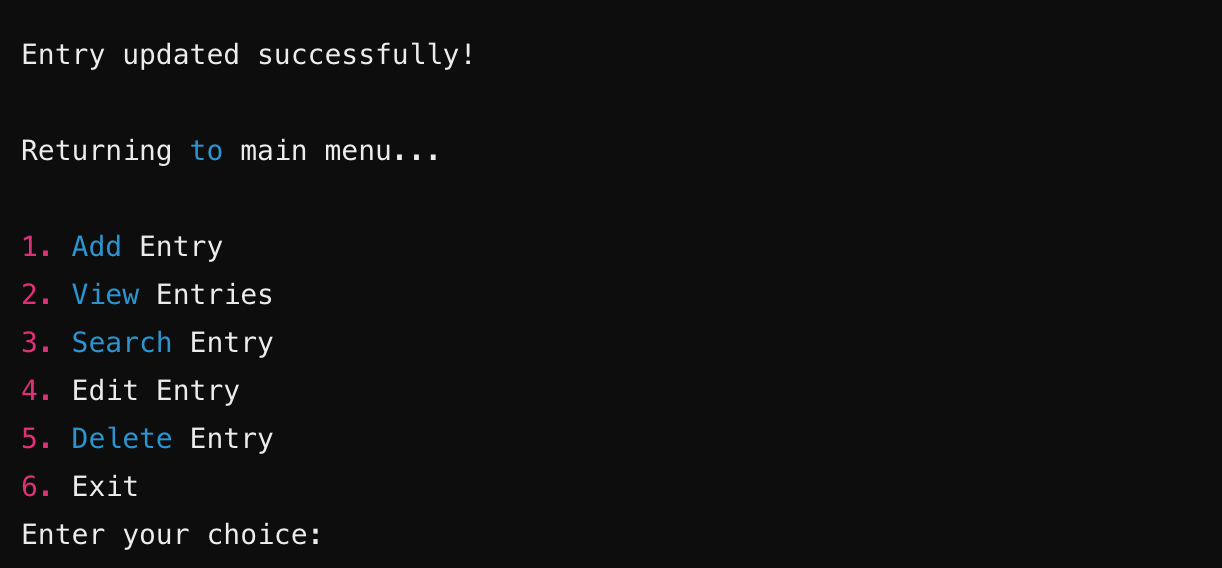 Entry updated successfully!
Returning to main menu...
1. Add Entry
2. View Entries
3. Search Entry
4. Edit Entry
5. Delete Entry
6. Exit
Enter your choice: